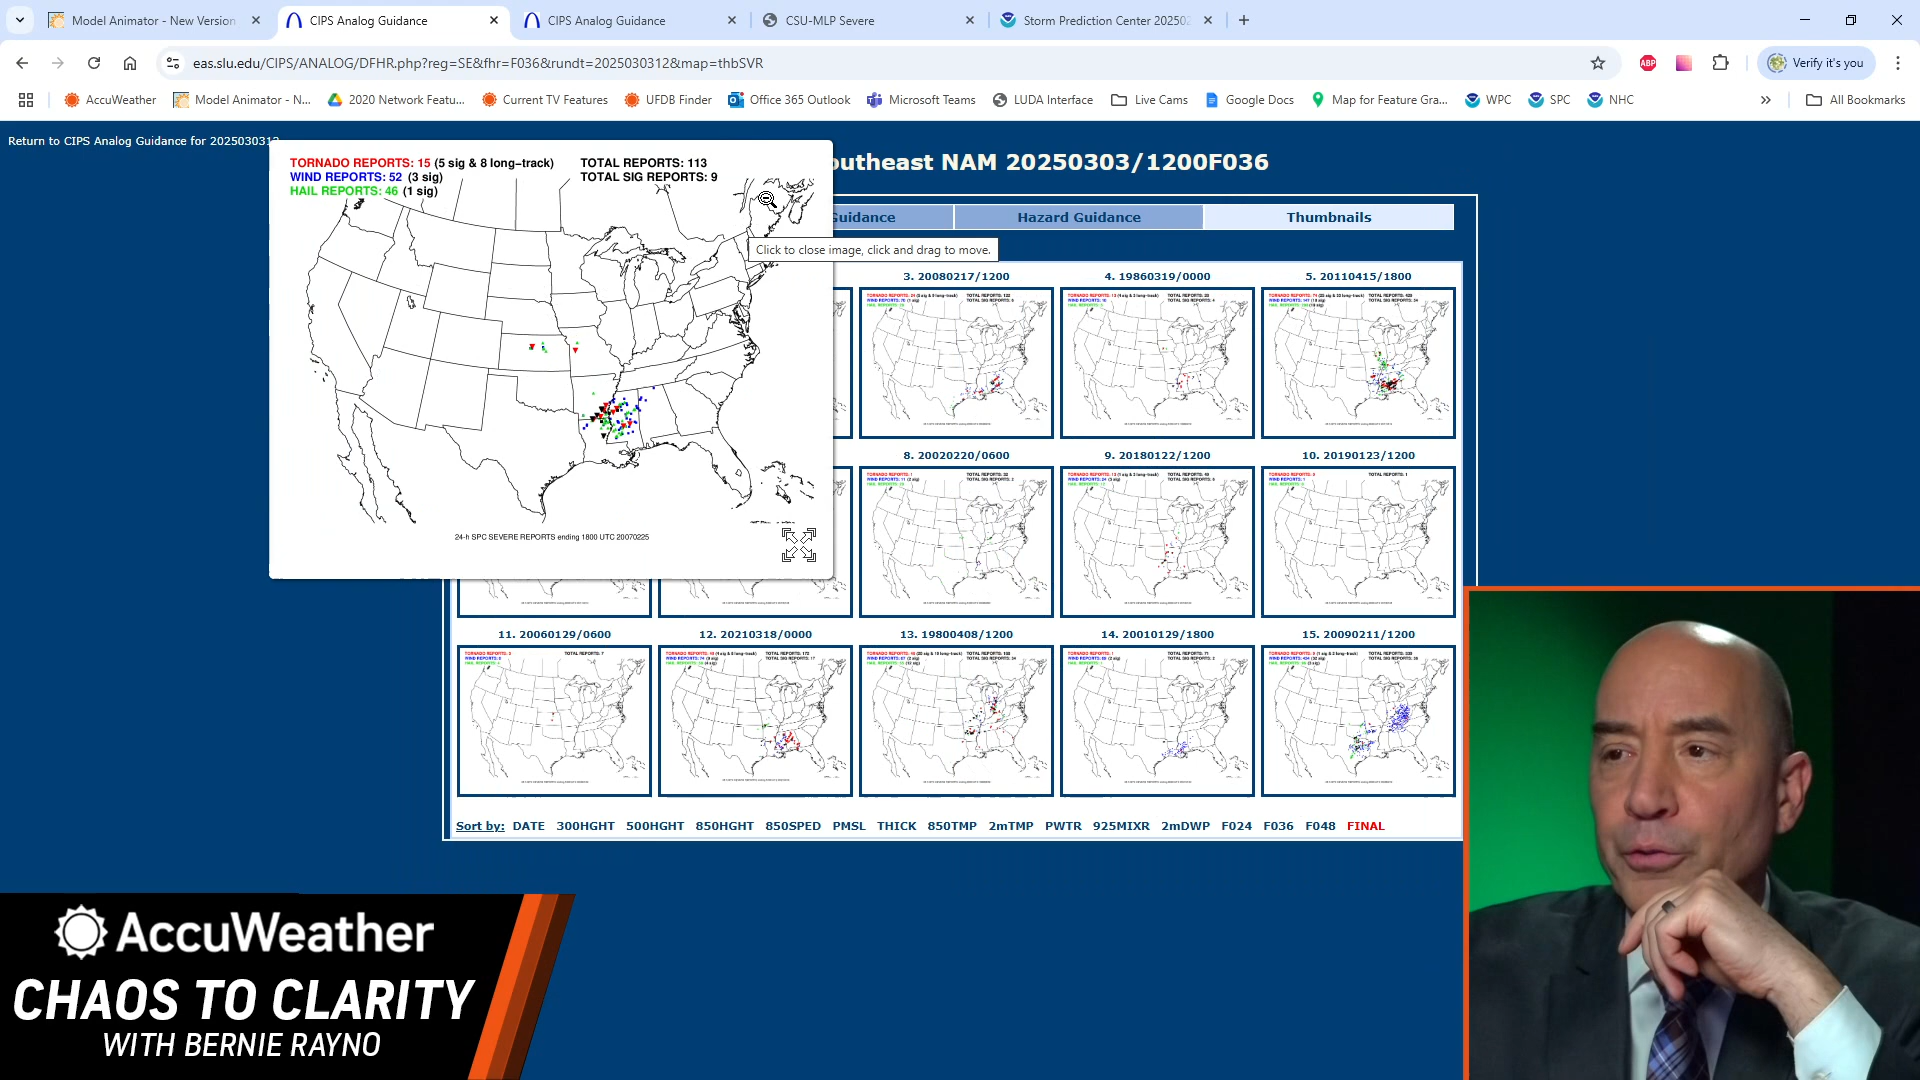 Model Animator - New Version
CIPS Analog Guidance
CIPS Analog Guidance
CSU-MLP Severe
Storm Prediction Center 20250
eas.slu.edu/CIPS/ANALOG/DFHR.php?reg=SE&fhr=F036&rundt=2025030312&map=thbSVR
ABP
Verify it's you
AccuWeather
Model Animator - N...
2020 Network Featu...
Current TV Features
UFDB Finder
Office 365 Outlook
Microsoft Teams
LUDA Interface
Live Cams
Google Docs
Map for Feature Gra...
WPC
SPC
NHC
All Bookmarks
Return to CIPS Analog Guidance for 2025030312
TORNADO REPORTS: 15 (5 sig & 8 long-track)
WIND REPORTS: 52 (3 sig)
HAIL REPORTS: 46 (1 sig)
TOTAL REPORTS: 113
TOTAL SIG REPORTS: 9
24-h SPC SEVERE REPORTS ending 1800 UTC 20070225
Click to close image, click and drag to move.
outheast NAM 20250303/1200F036
Guidance
Hazard Guidance
Thumbnails
3. 20080217/1200
4. 19860319/0000
5. 20110415/1800
8. 20020220/0600
9. 20180122/1200
10. 20190123/1200
11. 20060129/0600
12. 20210318/0000
13. 19800408/1200
14. 20010129/1800
15. 20090211/1200
Sort by: DATE 300HGHT 500HGHT 850HGHT 850SPED PMSL THICK 850TMP 2mTMP PWTR 925MIXR 2mDWP F024 F036 F048 FINAL
AccuWeather
CHAOS TO CLARITY
WITH BERNIE RAYNO